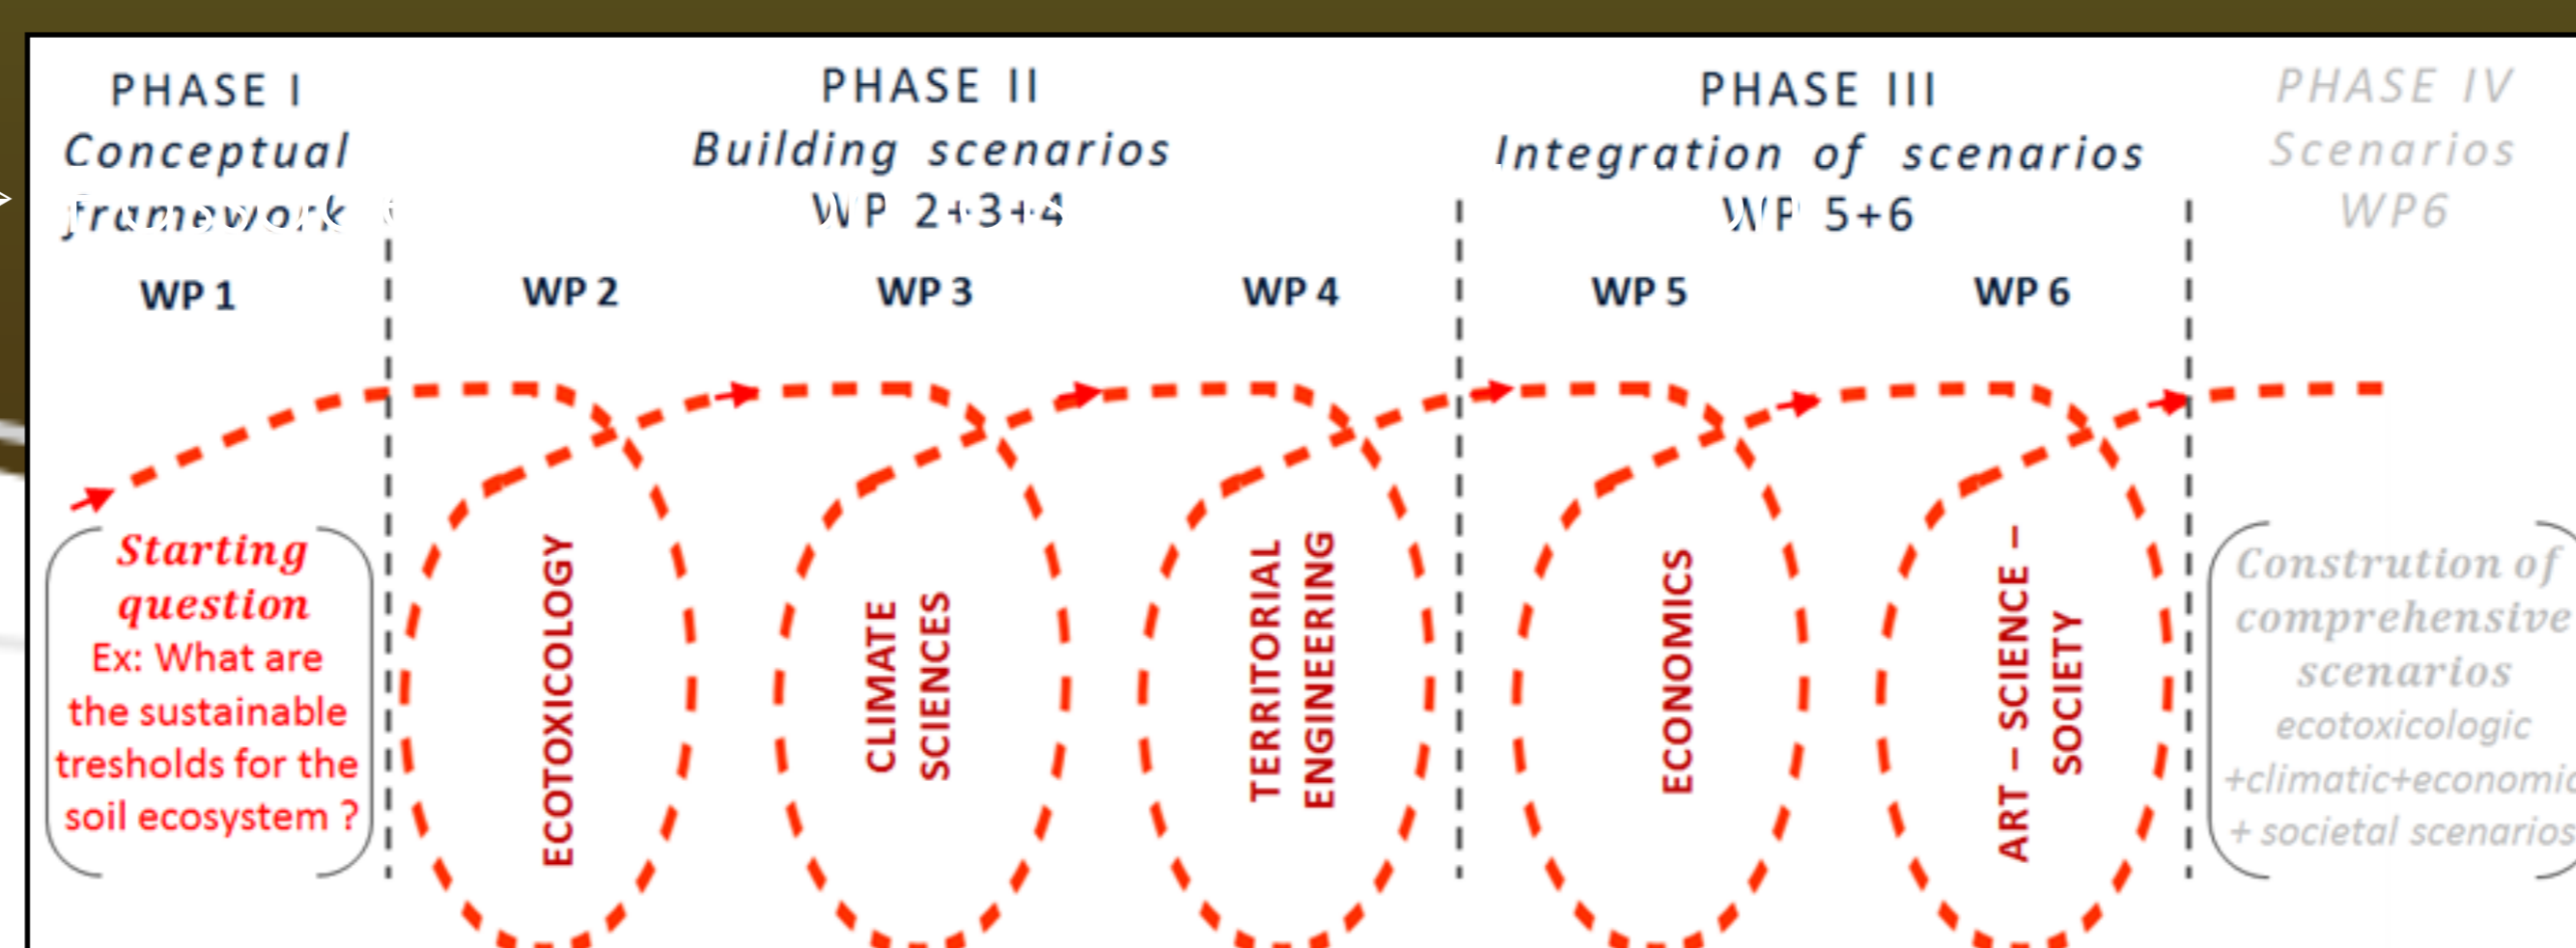 PHASE I
Conceptual
framework
WP 1
PHASE II
Building scenarios
WP 2+3+4
WP 2
WP 3
WP 4
PHASE III
Integration of scenarios
WP 5+6
WP 5
WP 6
PHASE IV
Scenarios
WP6
Starting
question
Ex: What are
the sustainable
tresholds for the
soil ecosystem ?
ECOTOXICOLOGY
CLIMATE
SCIENCES
TERRITORIAL
ENGINEERING
ECONOMICS
ART – SCIENCE –
SOCIETY
Constrution of
comprehensive
scenarios
ecotoxicologic
+climatic+economic
+ societal scenarios